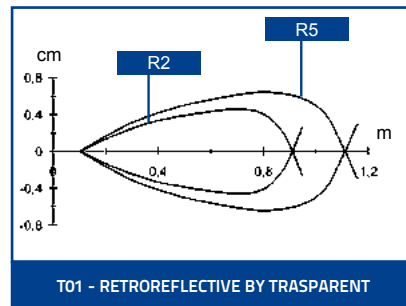 cm
R5
R2
0,8
0,4
m
0
0
0,4
0,8
1,2
-0,4
-0,8
T01 - RETROREFLECTIVE BY TRASPARENT